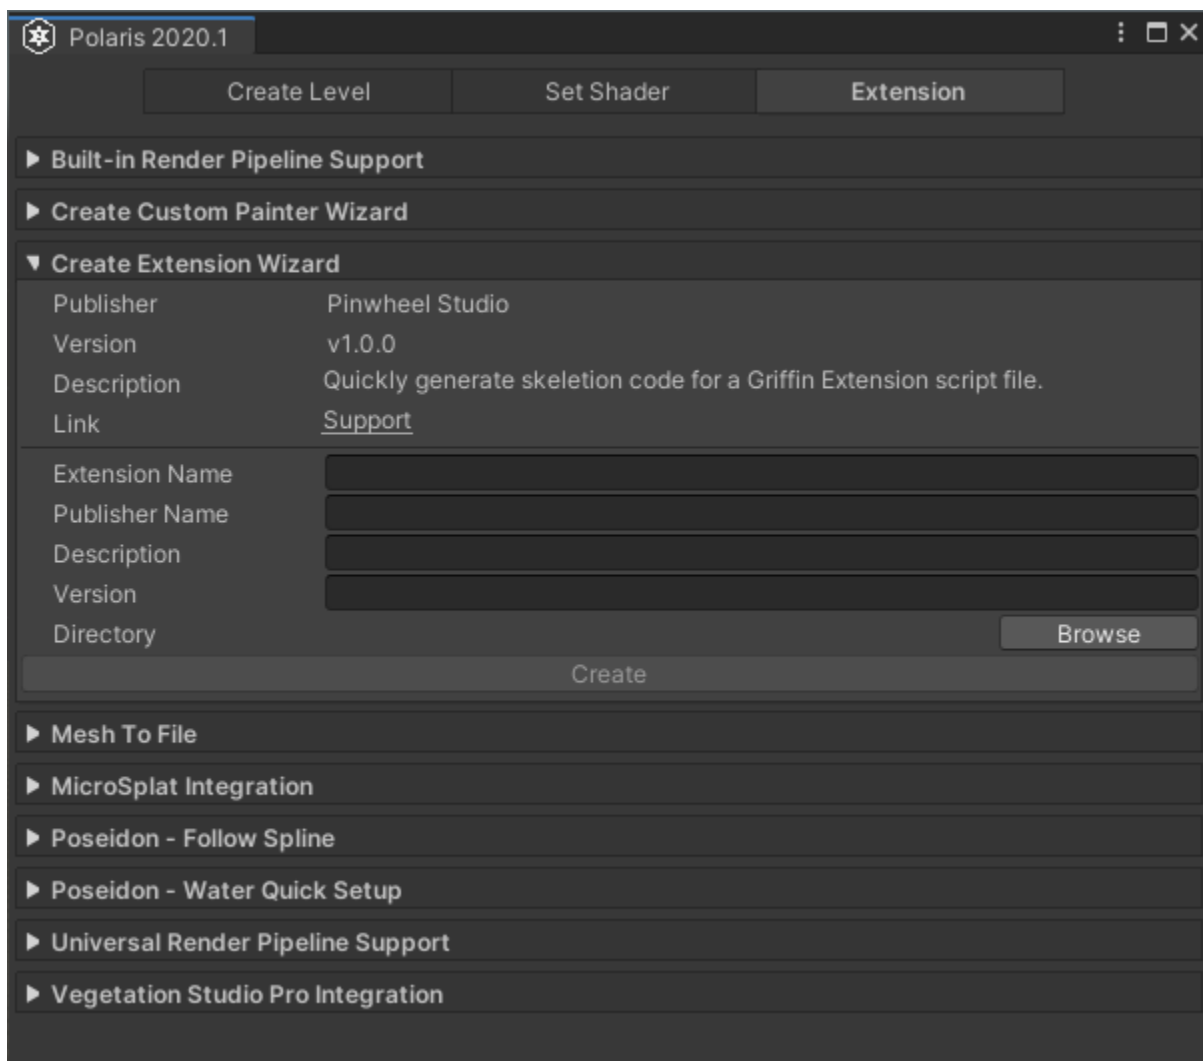 Polaris 2020.1
Create Level Set Shader Extension
Built-in Render Pipeline Support
Create Custom Painter Wizard
Create Extension Wizard
Publisher Pinwheel Studio
Version v1.0.0
Description Quickly generate skeletion code for a Griffin Extension script file.
Link Support
Extension Name
Publisher Name
Description
Version
Directory Browse
Create
Mesh To File
MicroSplat Integration
Poseidon - Follow Spline
Poseidon - Water Quick Setup
Universal Render Pipeline Support
Vegetation Studio Pro Integration